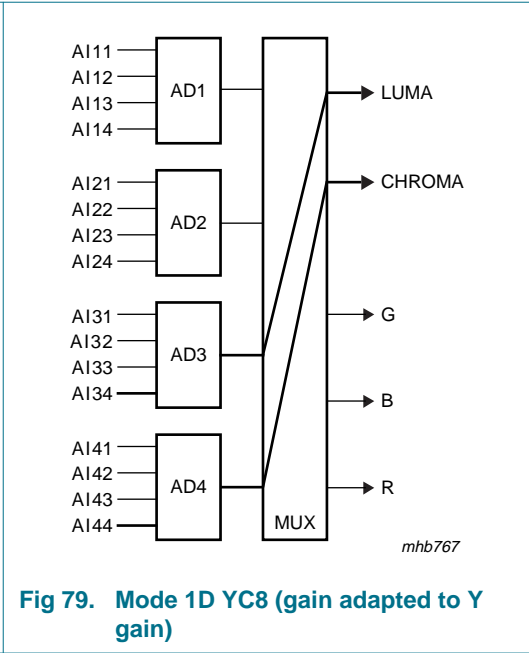 AI11
AI12
AI13
AI14
AD1
AI21
AI22
AI23
AI24
AD2
AI31
AI32
AI33
AI34
AD3
AI41
AI42
AI43
AI44
AD4
MUX
LUMA
CHROMA
G
B
R
mhb767
Fig 79. Mode 1D YC8 (gain adapted to Y
gain)